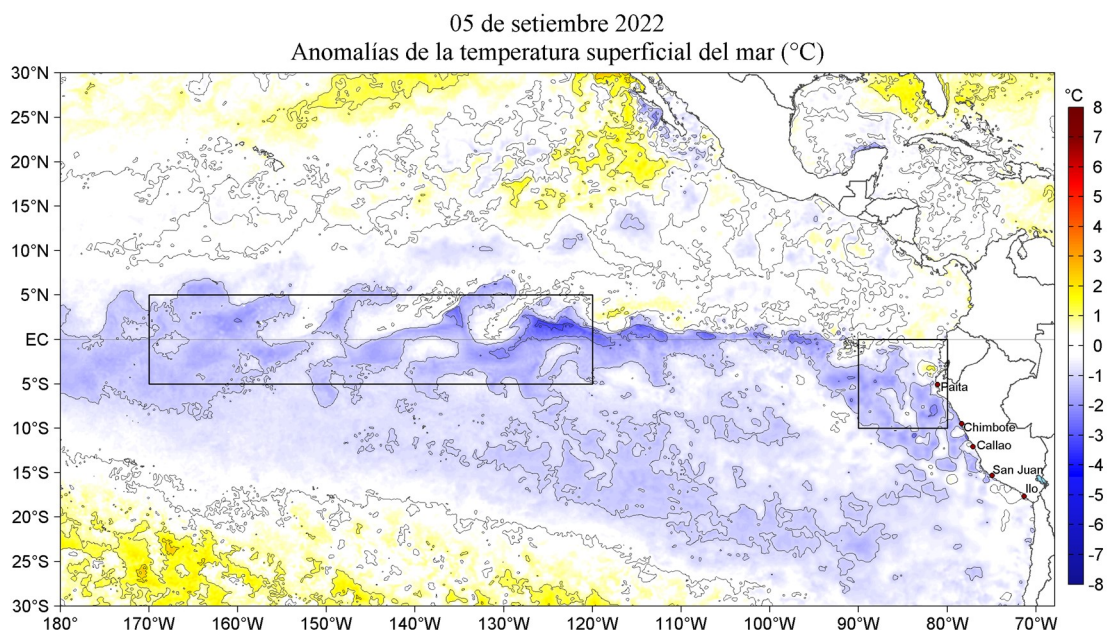 05 de setiembre 2022
Anomalías de la temperatura superficial del mar (°C)
30°N
25°N
20°N
15°N
10°N
5°N
EC
5°S
10°S
15°S
20°S
25°S
30°S
180 170°W 160°W 150°W 140°W 130°W 120°W 110°W 100°W 90°W 80°W 70°W
Paita
Chimbote
Callao
San Juan
Ilo
°C
8
7
6
5
4
3
2
1
0
-1
-2
-3
-4
-5
-6
-7
-8